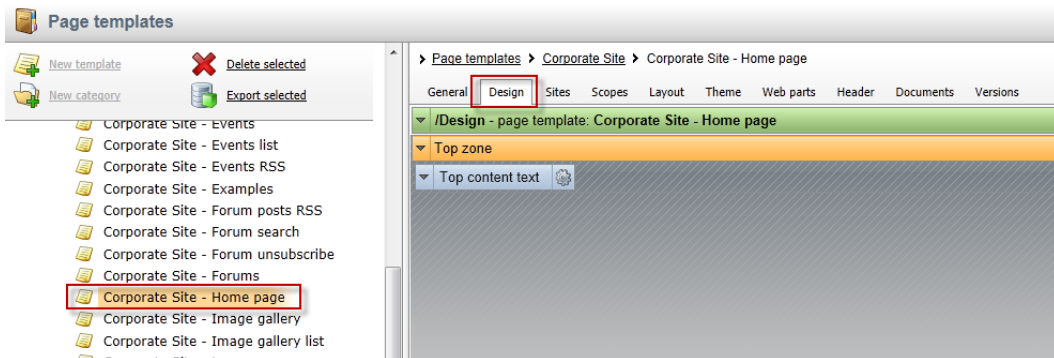 Page templates
New template
Delete selected
New category
Export selected
Corporate Site - Events
Corporate Site - Events list
Corporate Site - Events RSS
Corporate Site - Examples
Corporate Site - Forum posts RSS
Corporate Site - Forum search
Corporate Site - Forum unsubscribe
Corporate Site - Forums
Corporate Site - Home page
Corporate Site - Image gallery
Corporate Site - Image gallery list
> Page templates > Corporate Site > Corporate Site - Home page
General Design Sites Scopes Layout Theme Web parts Header Documents Versions
/Design - page template: Corporate Site - Home page
Top zone
Top content text